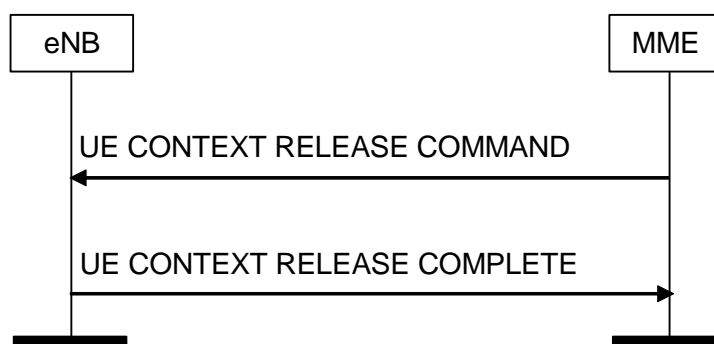 eNB
MME
UE CONTEXT RELEASE COMMAND
UE CONTEXT RELEASE COMPLETE